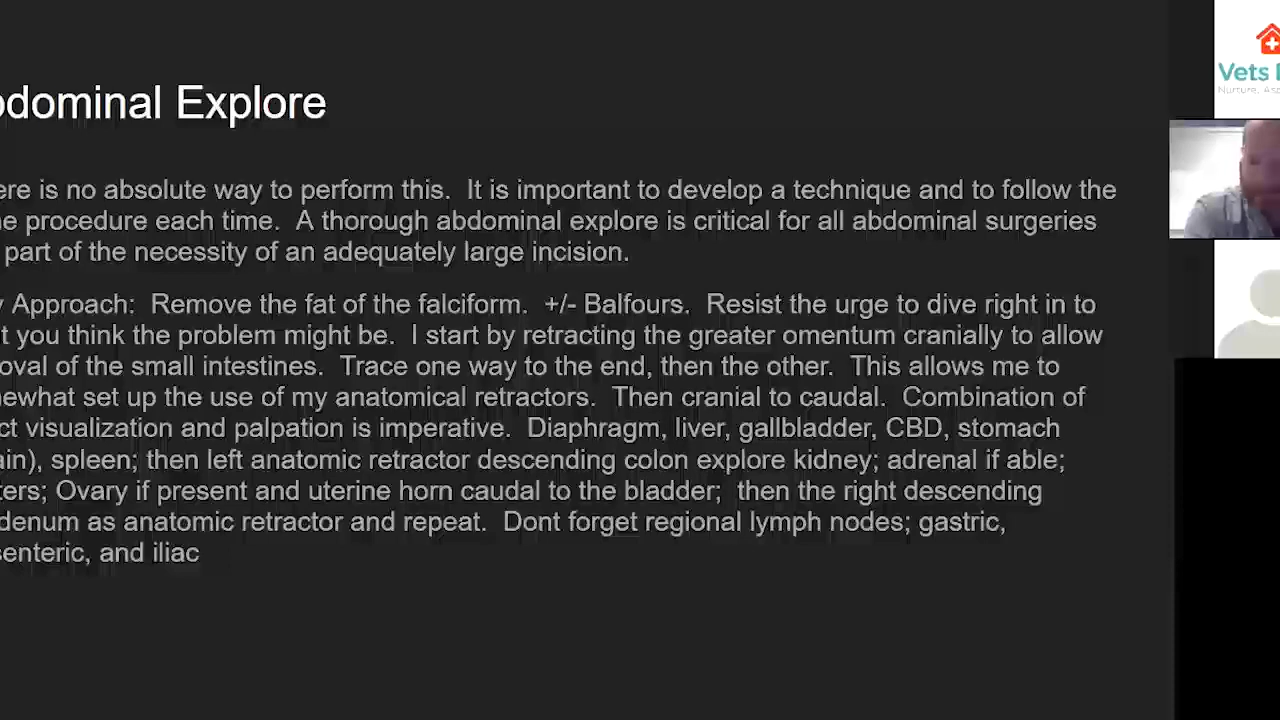 odominal Explore
ere is no absolute way to perform this.  It is important to develop a technique and to follow the
e procedure each time.  A thorough abdominal explore is critical for all abdominal surgeries
part of the necessity of an adequately large incision.
Approach:  Remove the fat of the falciform.  +/- Balfours.  Resist the urge to dive right in to
t you think the problem might be.  I start by retracting the greater omentum cranially to allow
oval of the small intestines.  Trace one way to the end, then the other.  This allows me to
ewhat set up the use of my anatomical retractors.  Then cranial to caudal.  Combination of
ct visualization and palpation is imperative.  Diaphragm, liver, gallbladder, CBD, stomach
ain), spleen; then left anatomic retractor descending colon explore kidney; adrenal if able;
ters; Ovary if present and uterine horn caudal to the bladder;  then the right descending
denum as anatomic retractor and repeat.  Dont forget regional lymph nodes; gastric,
senteric, and iliac
Vets
Nurture, As